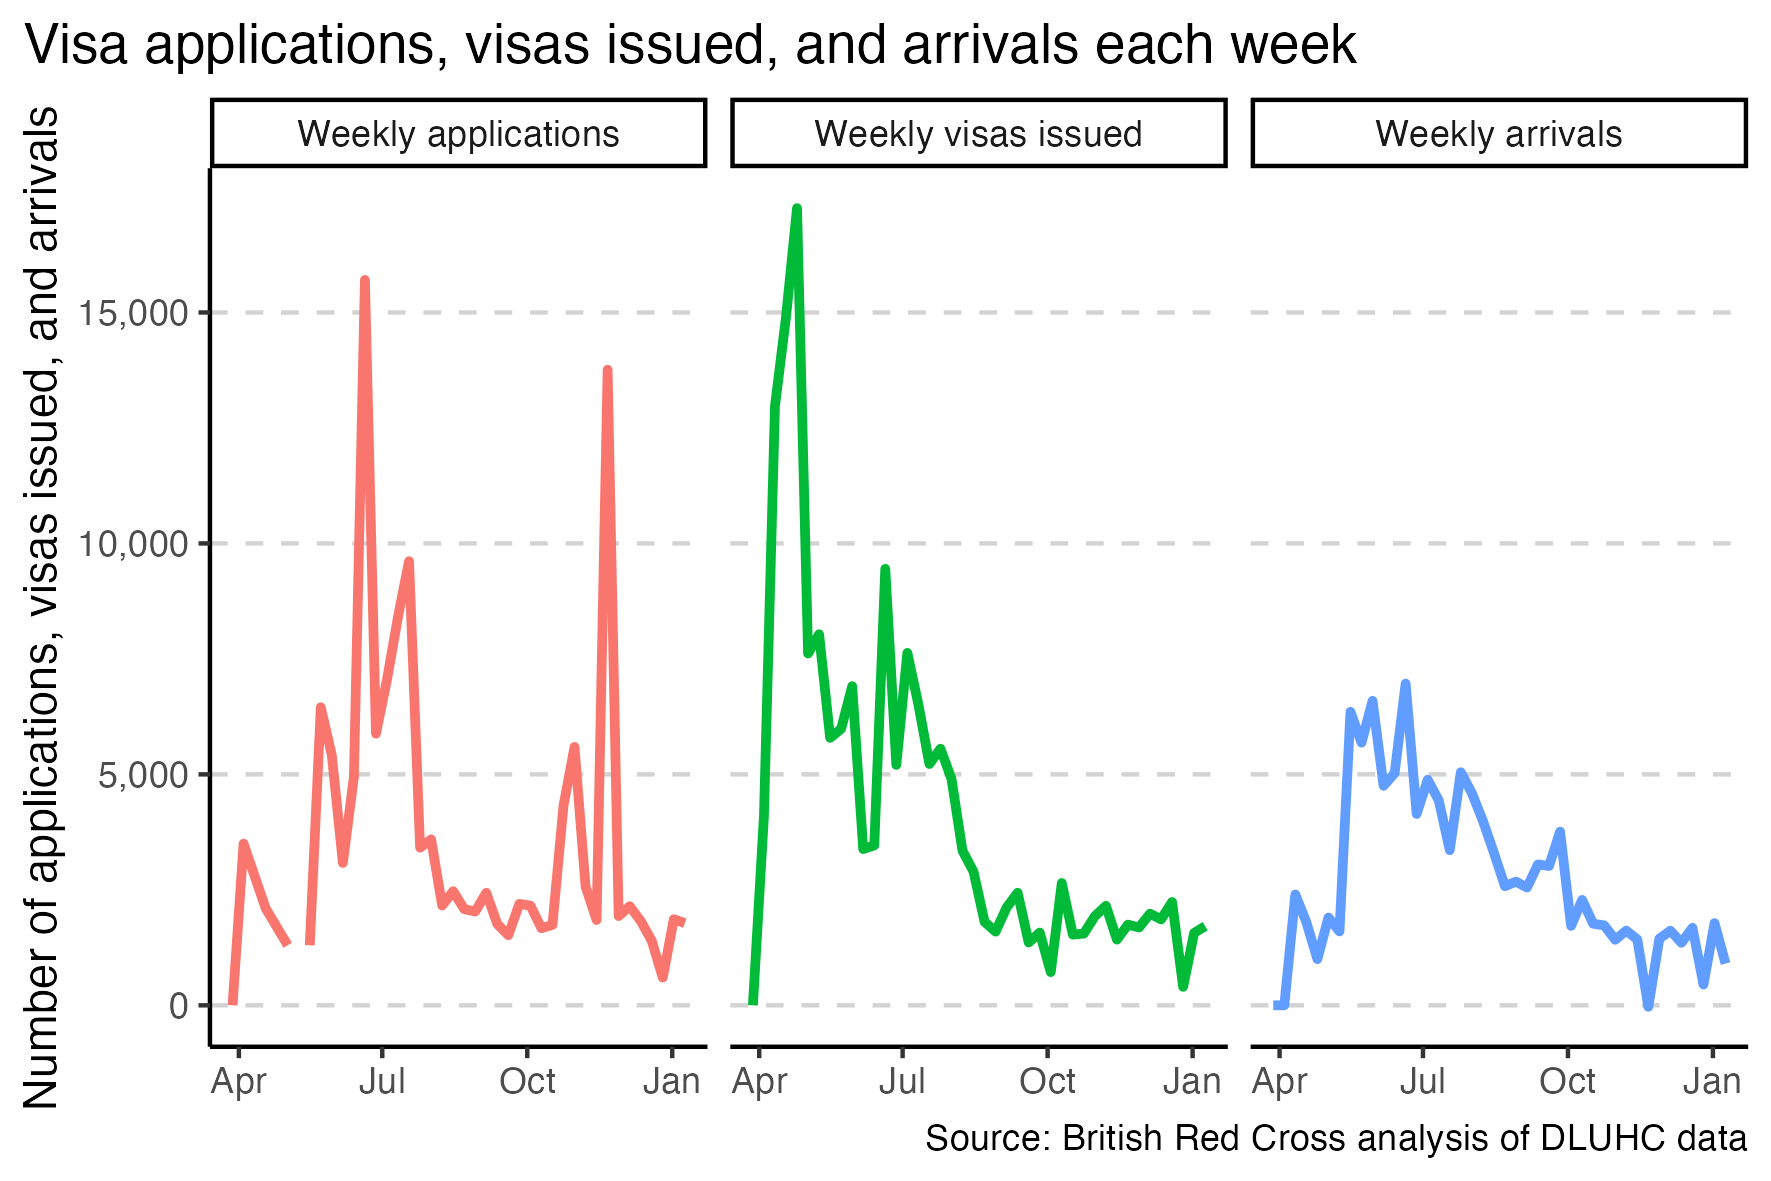 Visa applications, visas issued, and arrivals each week
Number of applications, visas issued, and arrivals
Weekly applications
Weekly visas issued
Weekly arrivals
15,000
10,000
5,000
0
Apr Jul Oct Jan
Apr Jul Oct Jan
Apr Jul Oct Jan
Source: British Red Cross analysis of DLUHC data